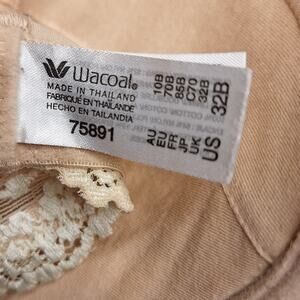 Wacoal®
MADE IN THAILAND
FABRIQUÉ EN THAÏLANDE
HECHO EN TAILANDIA
75891
AU 10B
EU 70B
FR 85B
JP C70
UK 32B
US 32B